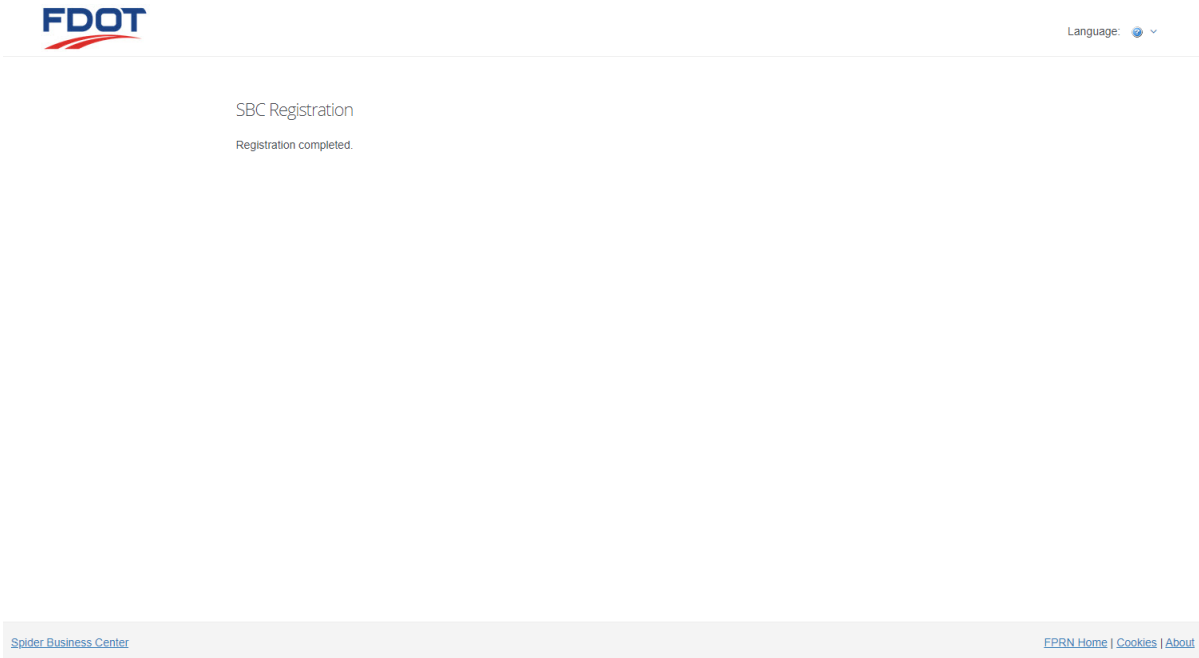 FDOT
Language:
SBC Registration
Registration completed.
Spider Business Center
FPRN Home | Cookies | About